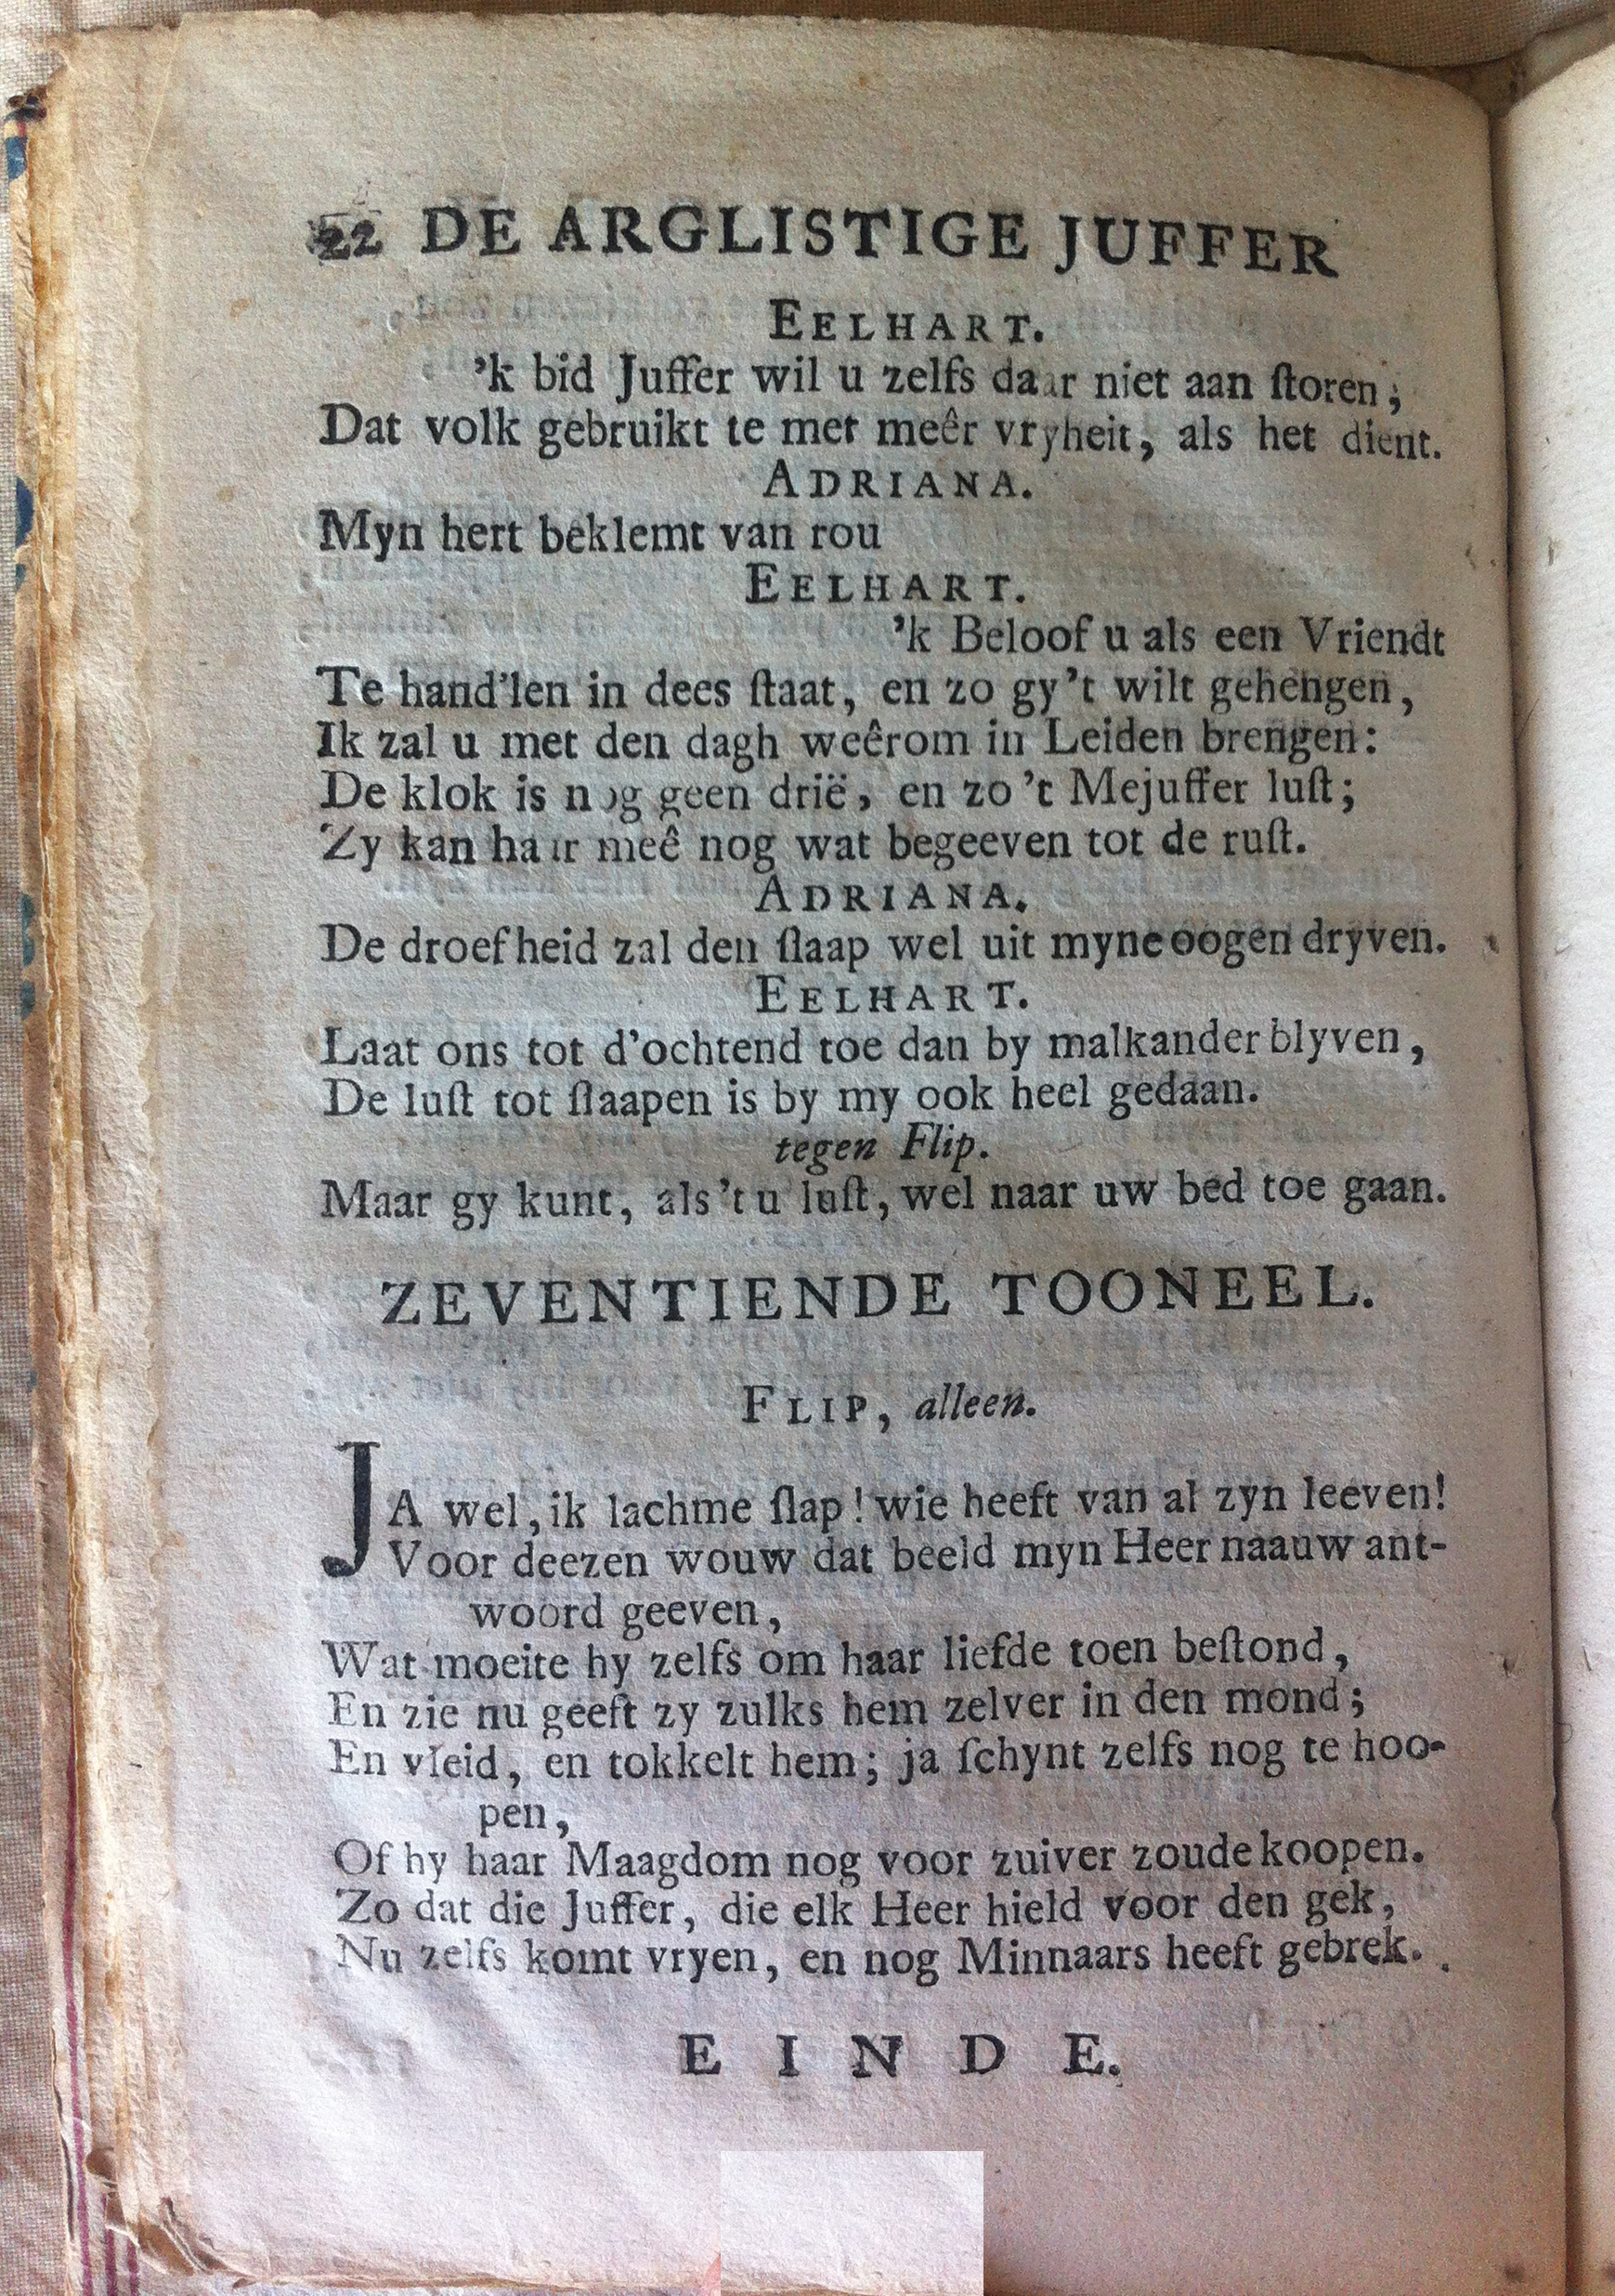 22 DE ARGLISTIGE JUFFER
EELHART.
’k bid Juffer wil u zelfs daar niet aan ſtoren;
Dat volk gebruikt te met meêr vryheit, als het dient.
ADRIANA.
Myn hert beklemt van rou
EELHART.
’k Beloof u als een Vriendt
Te hand’len in dees ſtaat, en zo gy’t wilt gehengen,
Ik zal u met den dagh weêrom in Leiden brengen:
De klok is nog geen drië, en zo ’t Mejuffer luſt;
Zy kan haar meê nog wat begeeven tot de ruſt.
ADRIANA.
De droefheid zal den ſlaap wel uit myne oogen dryven.
EELHART.
Laat ons tot d’ochtend toe dan by malkander blyven,
De luſt tot ſlaapen is by my ook heel gedaan.
tegen Flip.
Maar gy kunt, als ’t u luſt, wel naar uw bed toe gaan.
ZEVENTIENDE TOONEEL.
FLIP, alleen.
JA wel, ik lachme ſlap! wie heeft van al zyn leeven!
Voor deezen wouw dat beeld myn Heer naauw ant-
woord geeven,
Wat moeite hy zelfs om haar liefde toen beſtond,
En zie nu geeft zy zulks hem zelver in den mond;
En vleid, en tokkelt hem; ja ſchynt zelfs nog te hoo-
pen,
Of hy haar Maagdom nog voor zuiver zoude koopen.
Zo dat die Juffer, die elk Heer hield voor den gek,
Nu zelfs komt vryen, en nog Minnaars heeft gebrek.
EINDE.